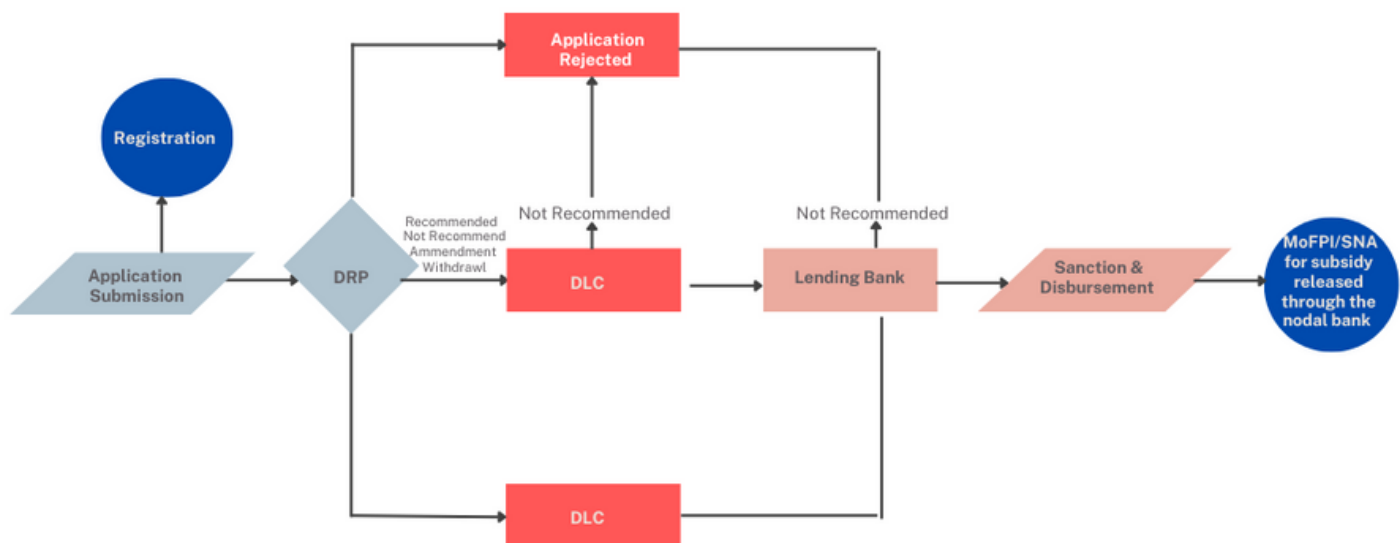 Application
Rejected
Registration
Recommended
Not Recommend
Ammendment
Withdrawl
Not Recommended
Not Recommended
Application
Submission
DRP
DLC
Lending Bank
Sanction &
Disbursement
MoFPI/SNA
for subsidy
released
through the
nodal bank
DLC